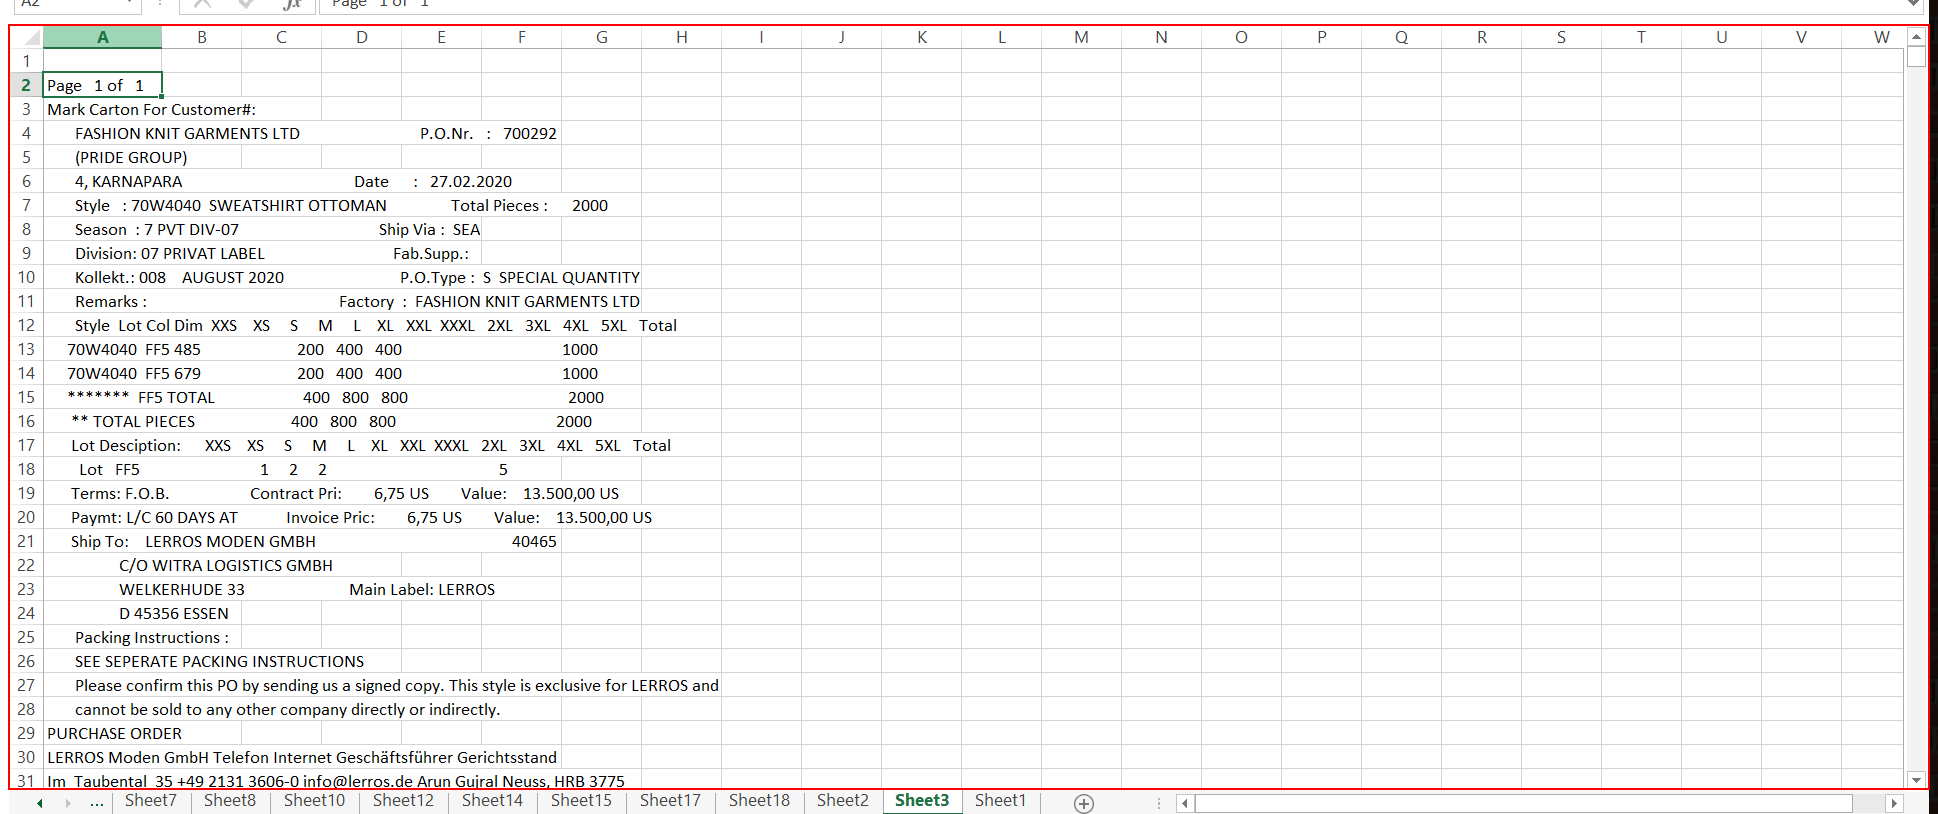 A2 fx Page 1 of 1
A B C D E F G H I J K L M N O P Q R S T U V W
1
2 Page 1 of 1
3 Mark Carton For Customer#:
4 FASHION KNIT GARMENTS LTD P.O.Nr. : 700292
5 (PRIDE GROUP)
6 4, KARNAPARA Date : 27.02.2020
7 Style : 70W4040 SWEATSHIRT OTTOMAN Total Pieces : 2000
8 Season : 7 PVT DIV-07 Ship Via : SEA
9 Division: 07 PRIVAT LABEL Fab.Supp.:
10 Kollekt.: 008 AUGUST 2020 P.O.Type : S SPECIAL QUANTITY
11 Remarks : Factory : FASHION KNIT GARMENTS LTD
12 Style Lot Col Dim XXS XS S M L XL XXL XXXL 2XL 3XL 4XL 5XL Total
13 70W4040 FF5 485 200 400 400 1000
14 70W4040 FF5 679 200 400 400 1000
15 ******* FF5 TOTAL 400 800 800 2000
16 ** TOTAL PIECES 400 800 800 2000
17 Lot Desciption: XXS XS S M L XL XXL XXXL 2XL 3XL 4XL 5XL Total
18 Lot FF5 1 2 2 5
19 Terms: F.O.B. Contract Pri: 6,75 US Value: 13.500,00 US
20 Paymt: L/C 60 DAYS AT Invoice Pric: 6,75 US Value: 13.500,00 US
21 Ship To: LERROS MODEN GMBH 40465
22 C/O WITRA LOGISTICS GMBH
23 WELKERHUDE 33 Main Label: LERROS
24 D 45356 ESSEN
25 Packing Instructions :
26 SEE SEPERATE PACKING INSTRUCTIONS
27 Please confirm this PO by sending us a signed copy. This style is exclusive for LERROS and
28 cannot be sold to any other company directly or indirectly.
29 PURCHASE ORDER
30 LERROS Moden GmbH Telefon Internet Geschäftsführer Gerichtsstand
31 Im Taubental 35 +49 2131 3606-0 info@lerros.de Arun Gujral Neuss, HRB 3775
... Sheet7 Sheet8 Sheet10 Sheet12 Sheet14 Sheet15 Sheet17 Sheet18 Sheet2 Sheet3 Sheet1